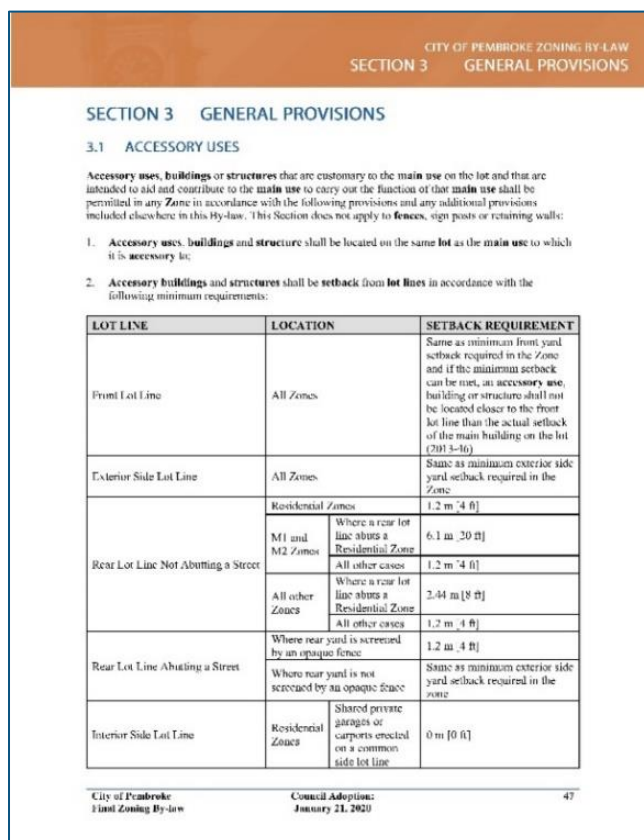 CITY OF PEMBROKE ZONING BY-LAW
SECTION 3 GENERAL PROVISIONS
SECTION 3 GENERAL PROVISIONS
3.1 ACCESSORY USES
Accessory uses, buildings or structures that are customary to the main use on the lot and that are
intended to aid and contribute to the main use to carry out the function of that main use shall be
permitted in any Zone in accordance with the following provisions and any additional provisions
included elsewhere in this By-law. This Section does not apply to fences, sign posts or retaining walls:
1. Accessory uses, buildings and structure shall be located on the same lot as the main use to which
it is accessory to;
2. Accessory buildings and structures shall be setback from lot lines in accordance with the
following minimum requirements:
LOT LINE LOCATION SETBACK REQUIREMENT
Front Lot Line All Zones
Same as minimum front yard
setback required in the Zone
and if the minimum setback
can be met, an accessory use,
building or structure shall not
be located closer to the front
lot line than the actual setback
of the main building on the lot
(2013-46)
Exterior Side Lot Line All Zones
Same as minimum exterior side
yard setback required in the
Zone
Rear Lot Line Not Abutting a Street
Residential Zones 1.2 m [4 ft]
M1 and
M2 Zones
Where a rear lot
line abuts a
Residential Zone
6.1 m [20 ft]
All other cases 1.2 m [4 ft]
All other
Zones
Where a rear lot
line abuts a
Residential Zone
2.44 m [8 ft]
All other cases 1.2 m [4 ft]
Rear Lot Line Abutting a Street
Where rear yard is screened
by an opaque fence
1.2 m [4 ft]
Where rear yard is not
screened by an opaque fence
Same as minimum exterior side
yard setback required in the
zone
Interior Side Lot Line
Residential
Zones
Shared private
garages or
carports erected
on a common
side lot line
0 m [0 ft]
City of Pembroke Council Adoption: 47
Final Zoning By-law January 21, 2020